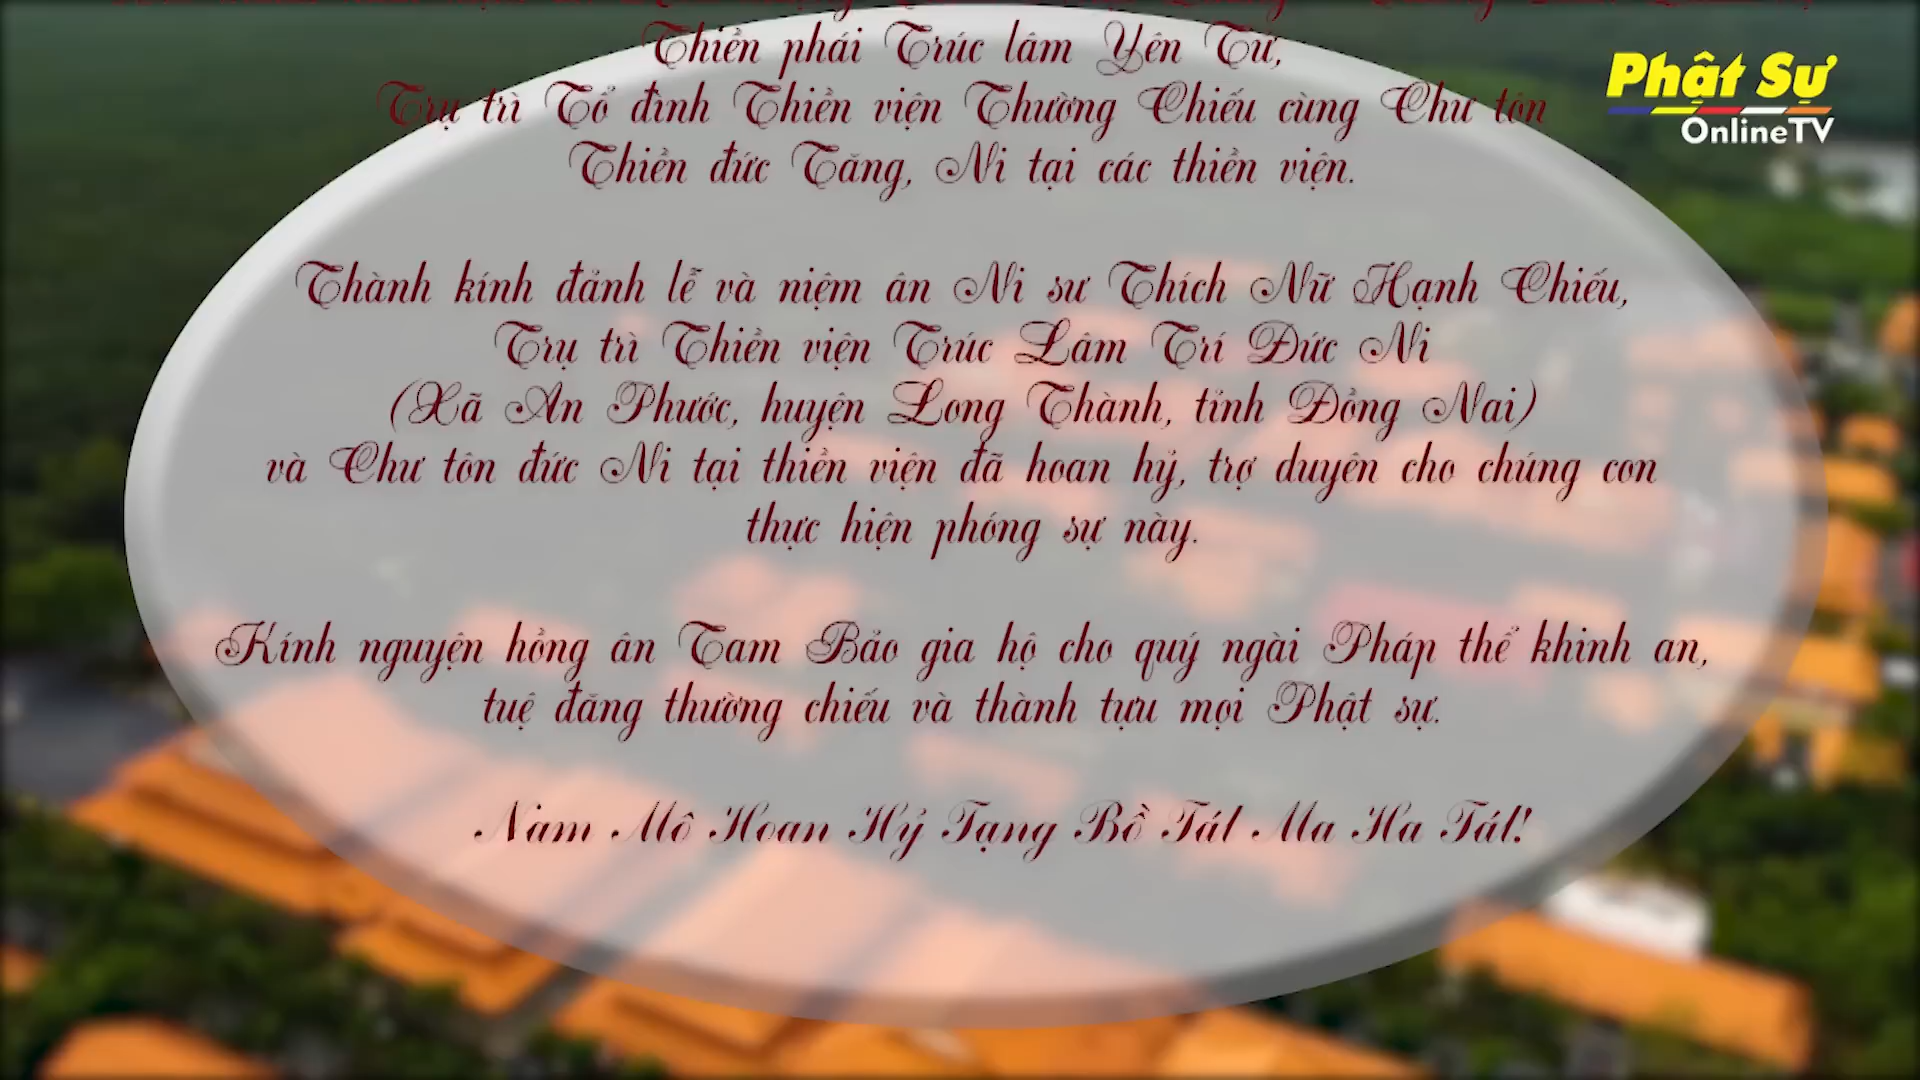 Thiền phái Trúc lâm Yên Tử,
Trụ trì Tổ đình Thiền viện Thường Chiếu cùng Chư tôn
Thiền đức Tăng, Ni tại các thiền viện.
Thành kính đảnh lễ và niệm ân Ni sư Thích Nữ Hạnh Chiếu,
Trụ trì Thiền viện Trúc Lâm Trí Đức Ni
(Xã An Phước, huyện Long Thành, tỉnh Đồng Nai)
và Chư tôn đức Ni tại thiền viện đã hoan hỷ, trợ duyên cho chúng con
thực hiện phóng sự này.
Kính nguyện hồng ân Tam Bảo gia hộ cho quý ngài Pháp thể khinh an,
tuệ đăng thường chiếu và thành tựu mọi Phật sự.
Nam Mô Hoan Hỷ Tạng Bồ Tát Ma Ha Tát!
Phật Sự
OnlineTV